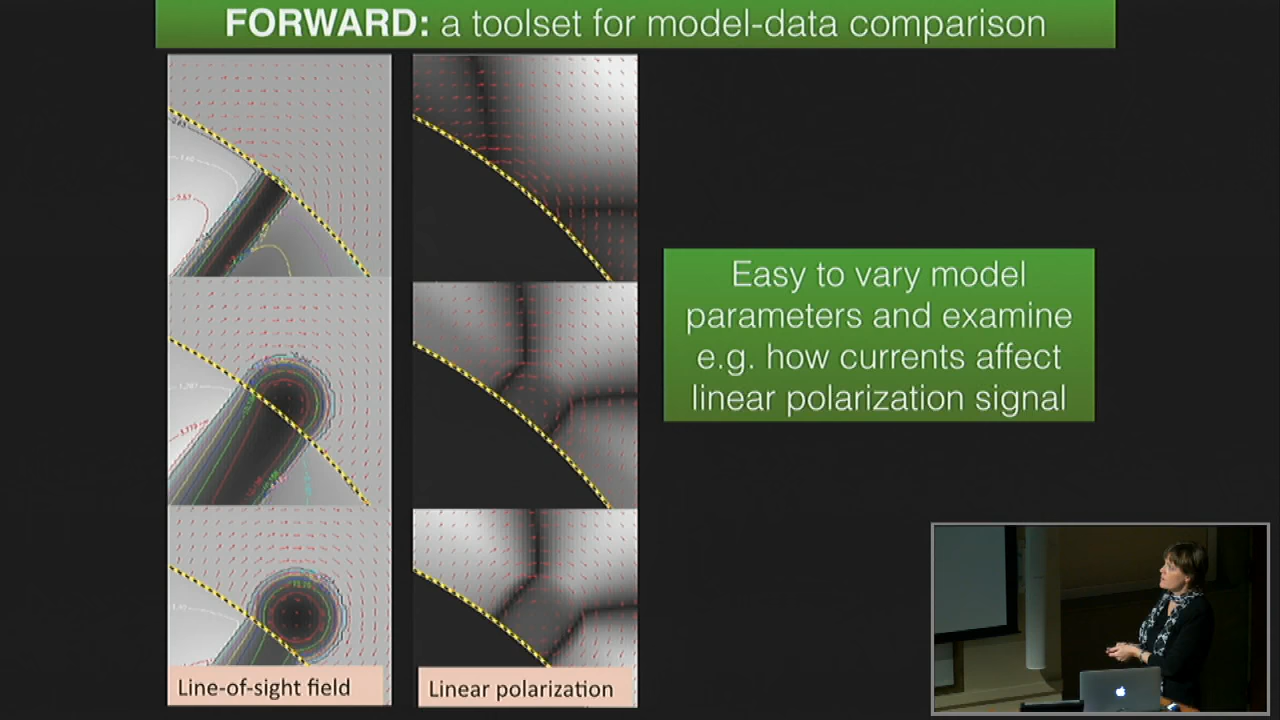 FORWARD: a toolset for model-data comparison
Easy to vary model
parameters and examine
e.g. how currents affect
linear polarization signal
Line-of-sight field
Linear polarization